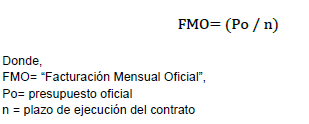 FMO= (Po / n)
Donde,
FMO= “Facturación Mensual Oficial”,
Po= presupuesto oficial
n = plazo de ejecución del contrato